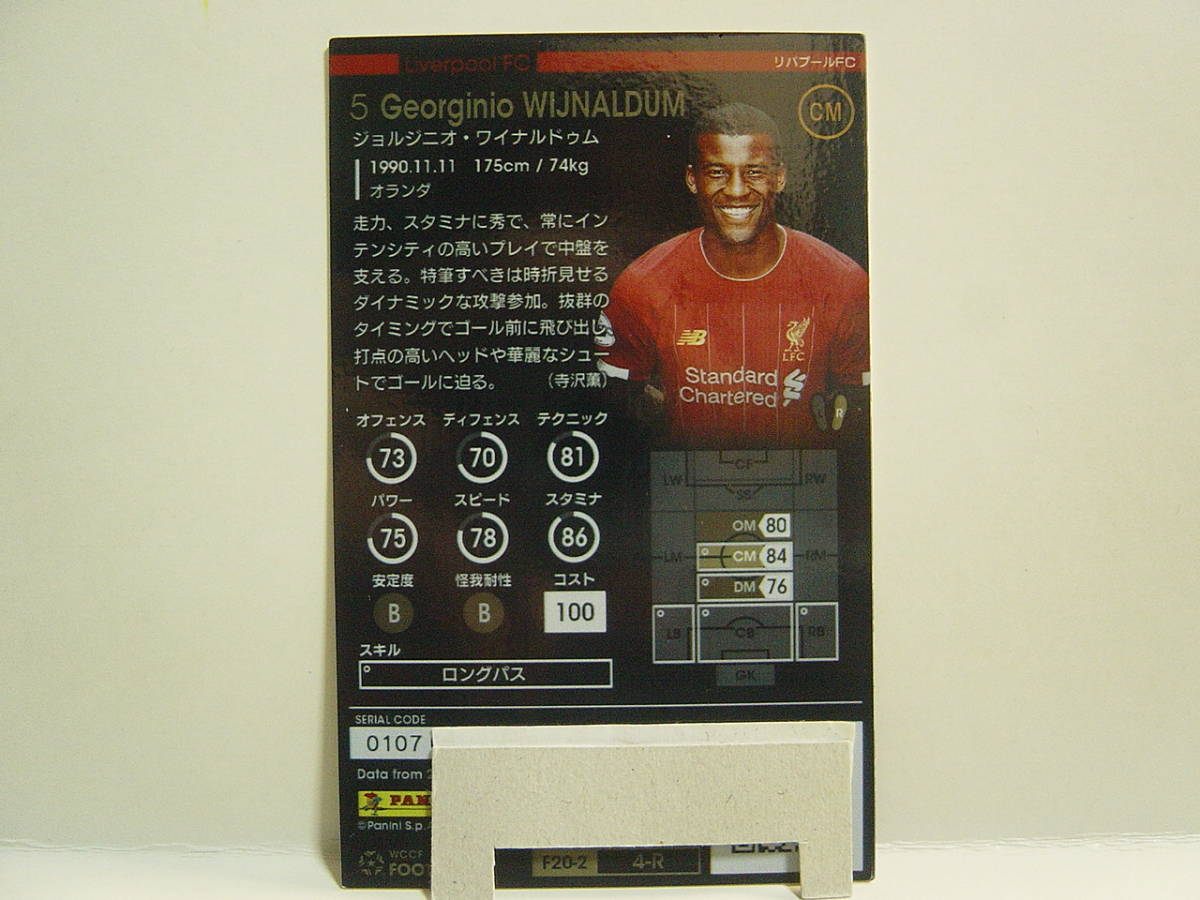 Liverpool FC
リバプールFC
5 Georginio WIJNALDUM
CM
ジョルジニオ・ワイナルドゥム
1990.11.11 175cm / 74kg
オランダ
走力、スタミナに秀で、常にイン
テンシティの高いプレイで中盤を
支える。特筆すべきは時折見せる
ダイナミックな攻撃参加。抜群の
タイミングでゴール前に飛び出し、
打点の高いヘッドや華麗なシュー
トでゴールに迫る。 (寺沢薫)
NB
LFC
Standard
Chartered
R
オフェンス ディフェンス テクニック
73 70 81
パワー スピード スタミナ
75 78 86
安定度 怪我耐性 コスト
B B 100
スキル
ロングパス
CF
LW RW
SS
OM 80
LM CM 84 RM
DM 76
LB CB RB
GK
SERIAL CODE
0107
Data from
PAN
©Panini S.p.A
WCCF
FOOT
F20-2 4-R